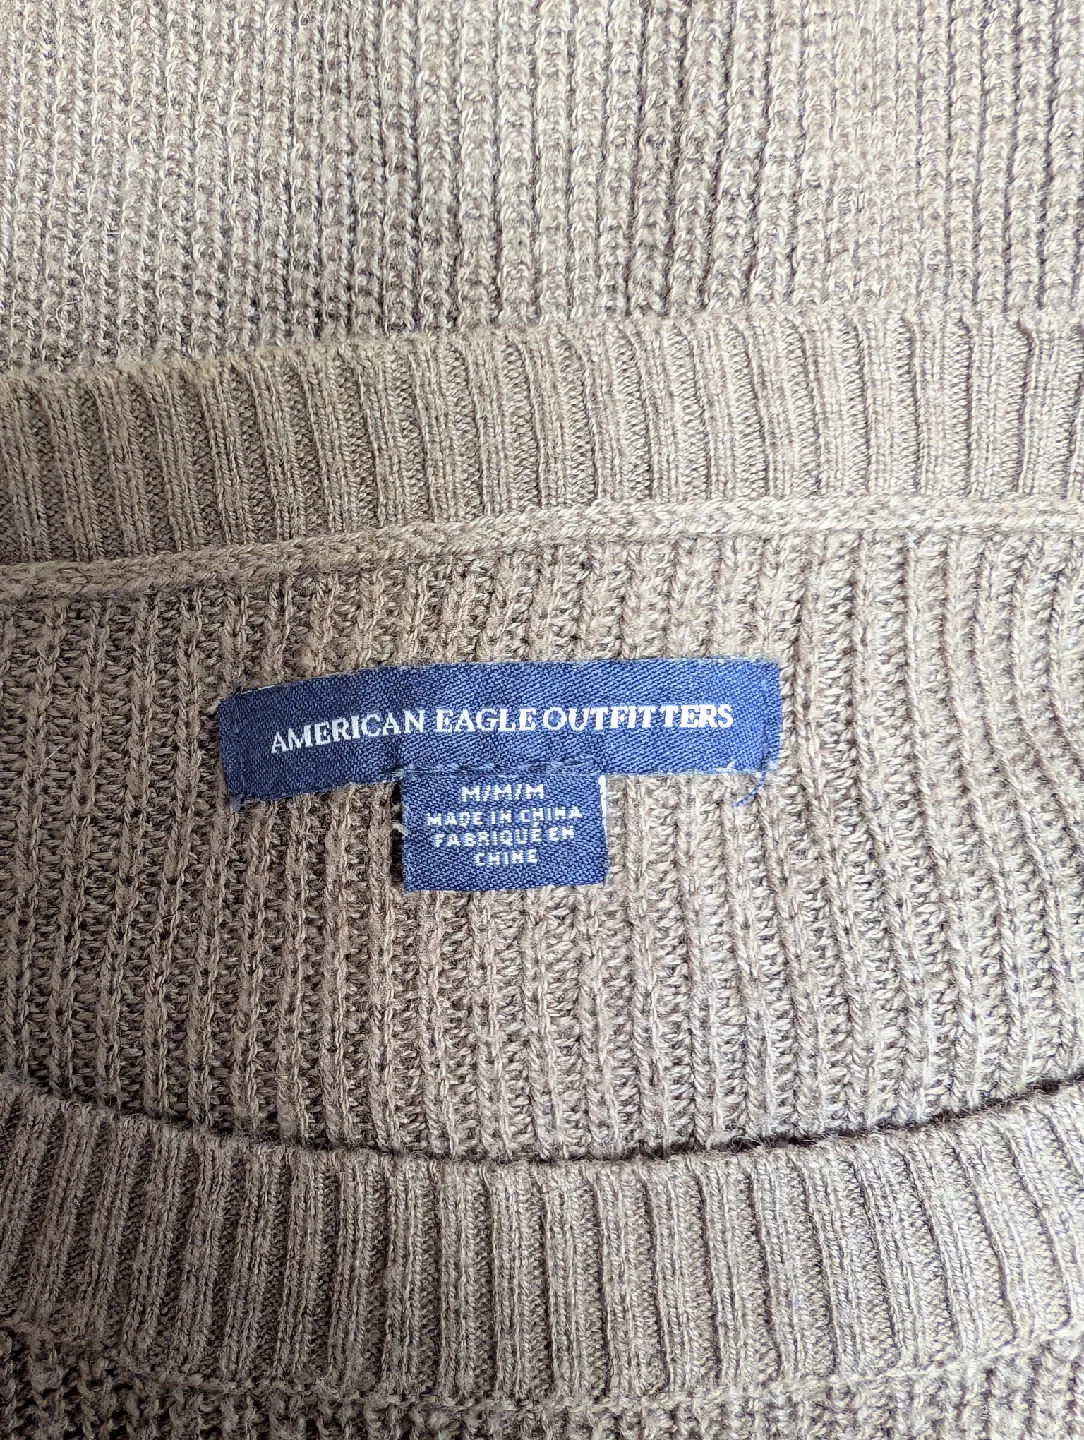 AMERICAN EAGLE OUTFITTERS
M/M/M
MADE IN CHINA
FABRIQUÉ EN
CHINE